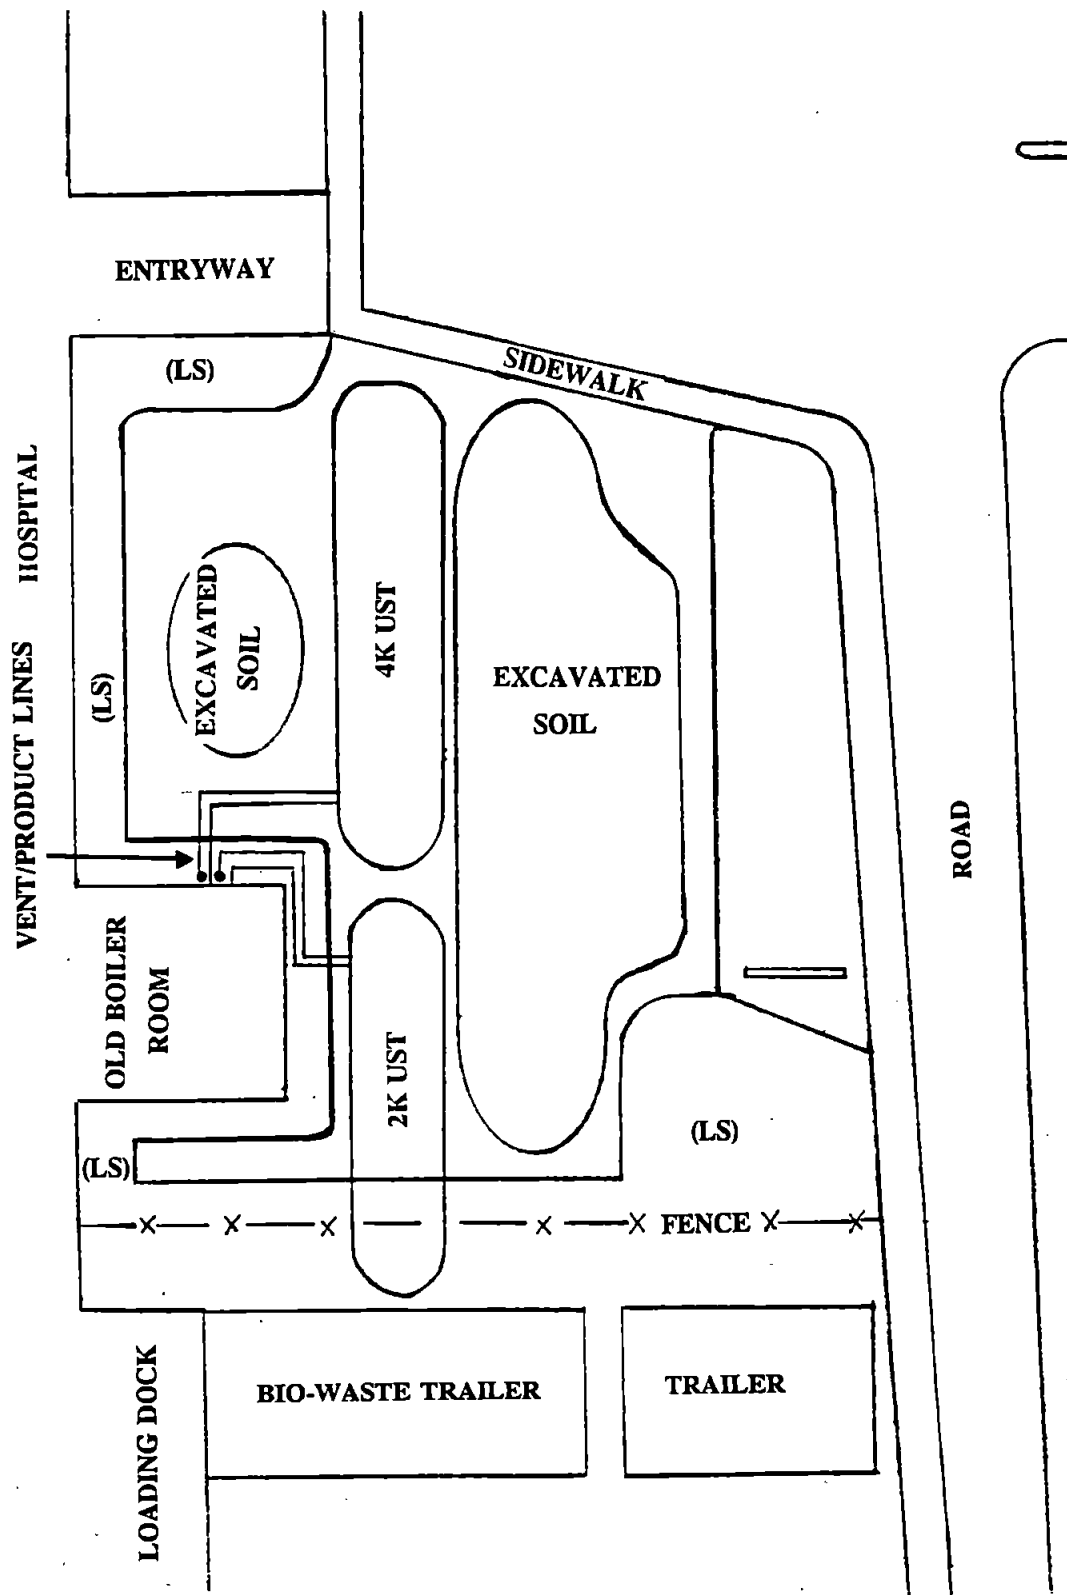 ENTRYWAY
(LS)
SIDEWALK
HOSPITAL
EXCAVATED
SOIL
4K UST
EXCAVATED
SOIL
(LS)
VENT/PRODUCT LINES
ROAD
OLD BOILER
ROOM
2K UST
(LS)
(LS)
FENCE
LOADING DOCK
BIO-WASTE TRAILER
TRAILER